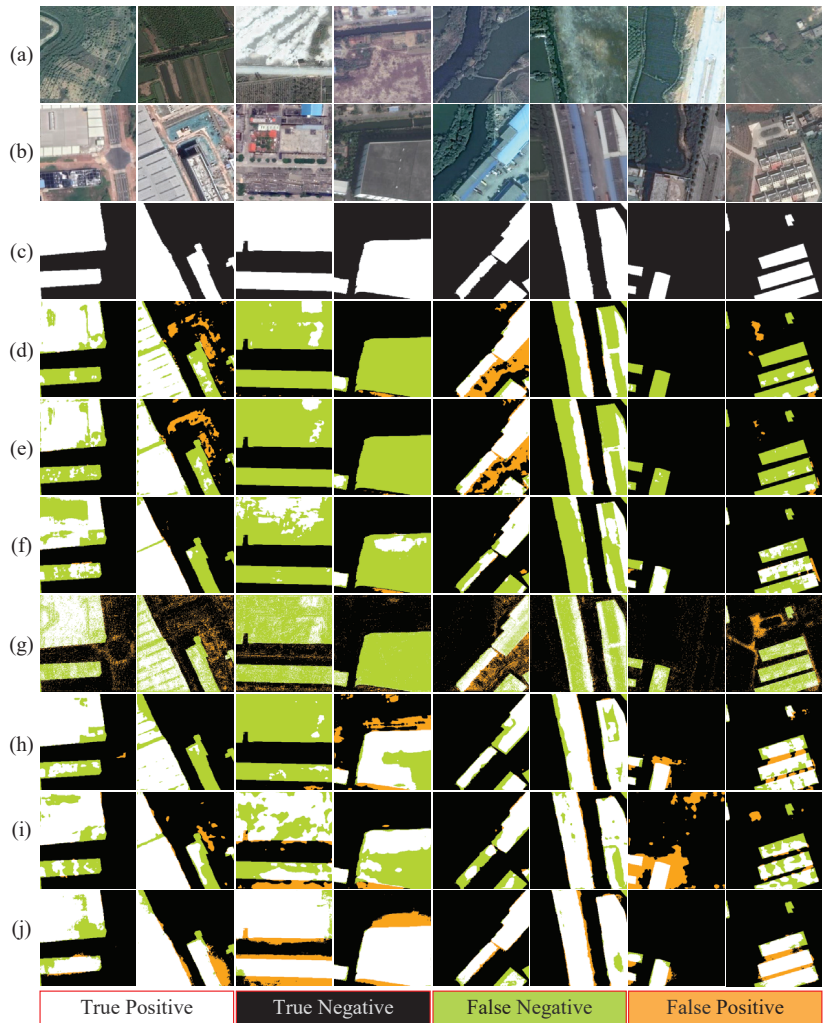 (a)
(b)
(c)
(d)
(e)
(f)
(g)
(h)
(i)
(j)
True Positive True Negative False Negative False Positive